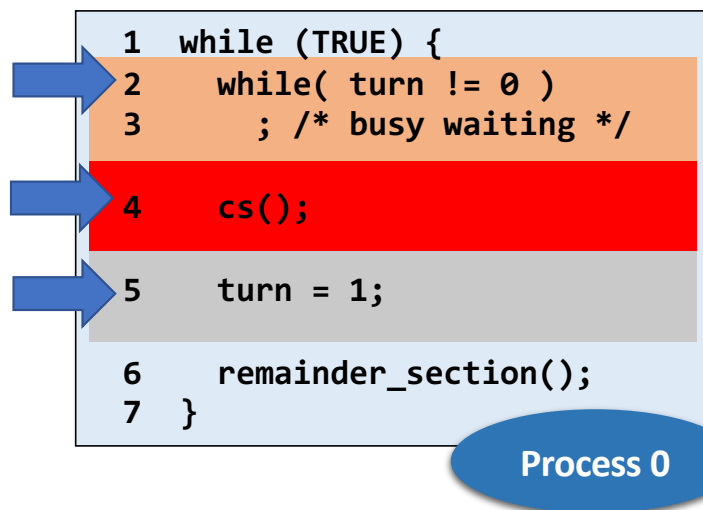 1 while (TRUE) {
2 while( turn != 0 )
3 ; /* busy waiting */
4 cs();
5 turn = 1;
6 remainder_section();
7 }
Process 0